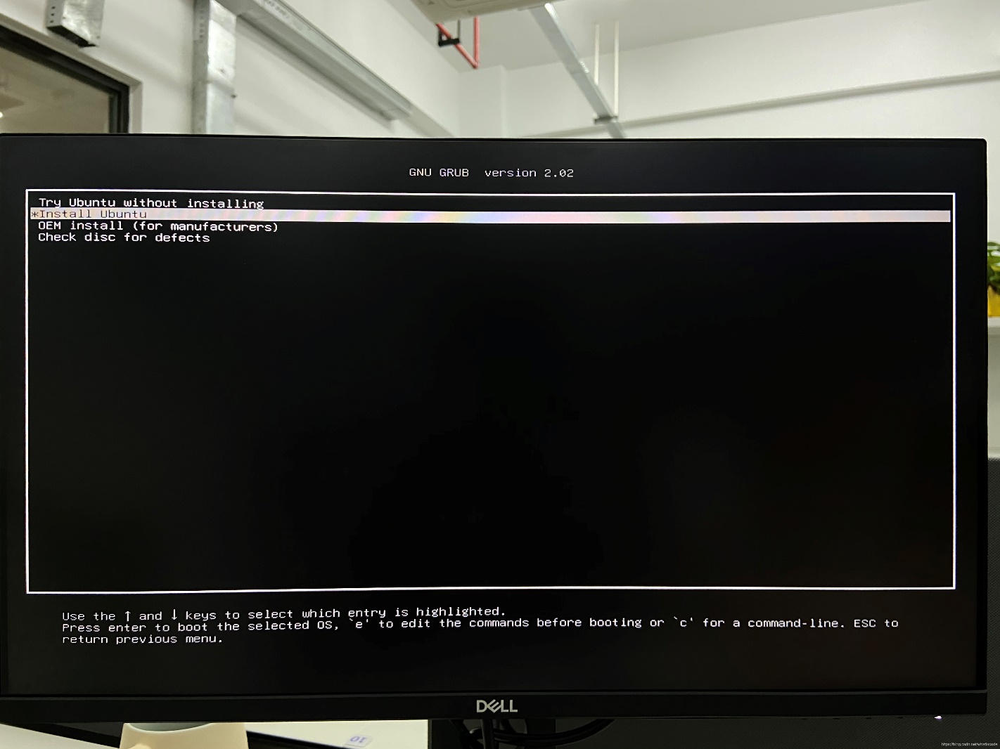 GNU GRUB  version 2.02
Try Ubuntu without installing
*Install Ubuntu
OEM install (for manufacturers)
Check disc for defects
Use the ↑ and ↓ keys to select which entry is highlighted.
Press enter to boot the selected OS, `e' to edit the commands before booting or `c' for a command-line. ESC to
return previous menu.
DELL
10
https://blog.csdn.net/whatiscode